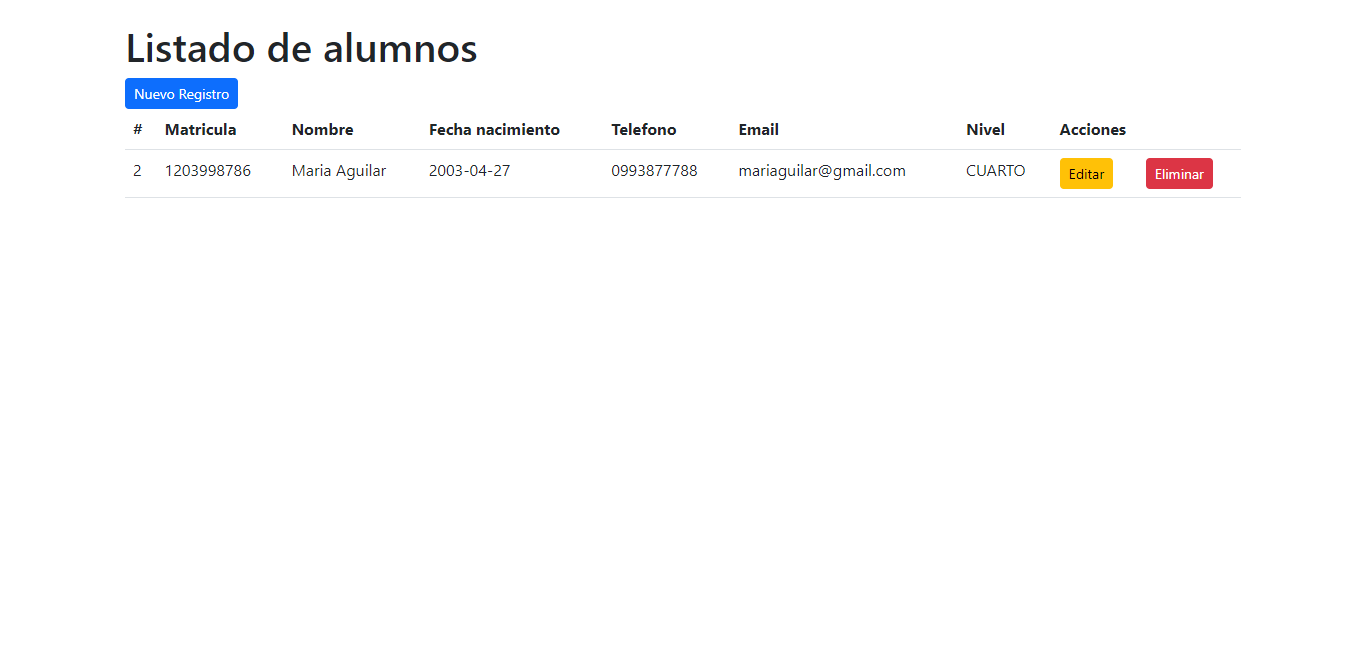 Listado de alumnos
Nuevo Registro
# Matricula Nombre Fecha nacimiento Telefono Email Nivel Acciones
2 1203998786 Maria Aguilar 2003-04-27 0993877788 mariaguilar@gmail.com CUARTO Editar Eliminar